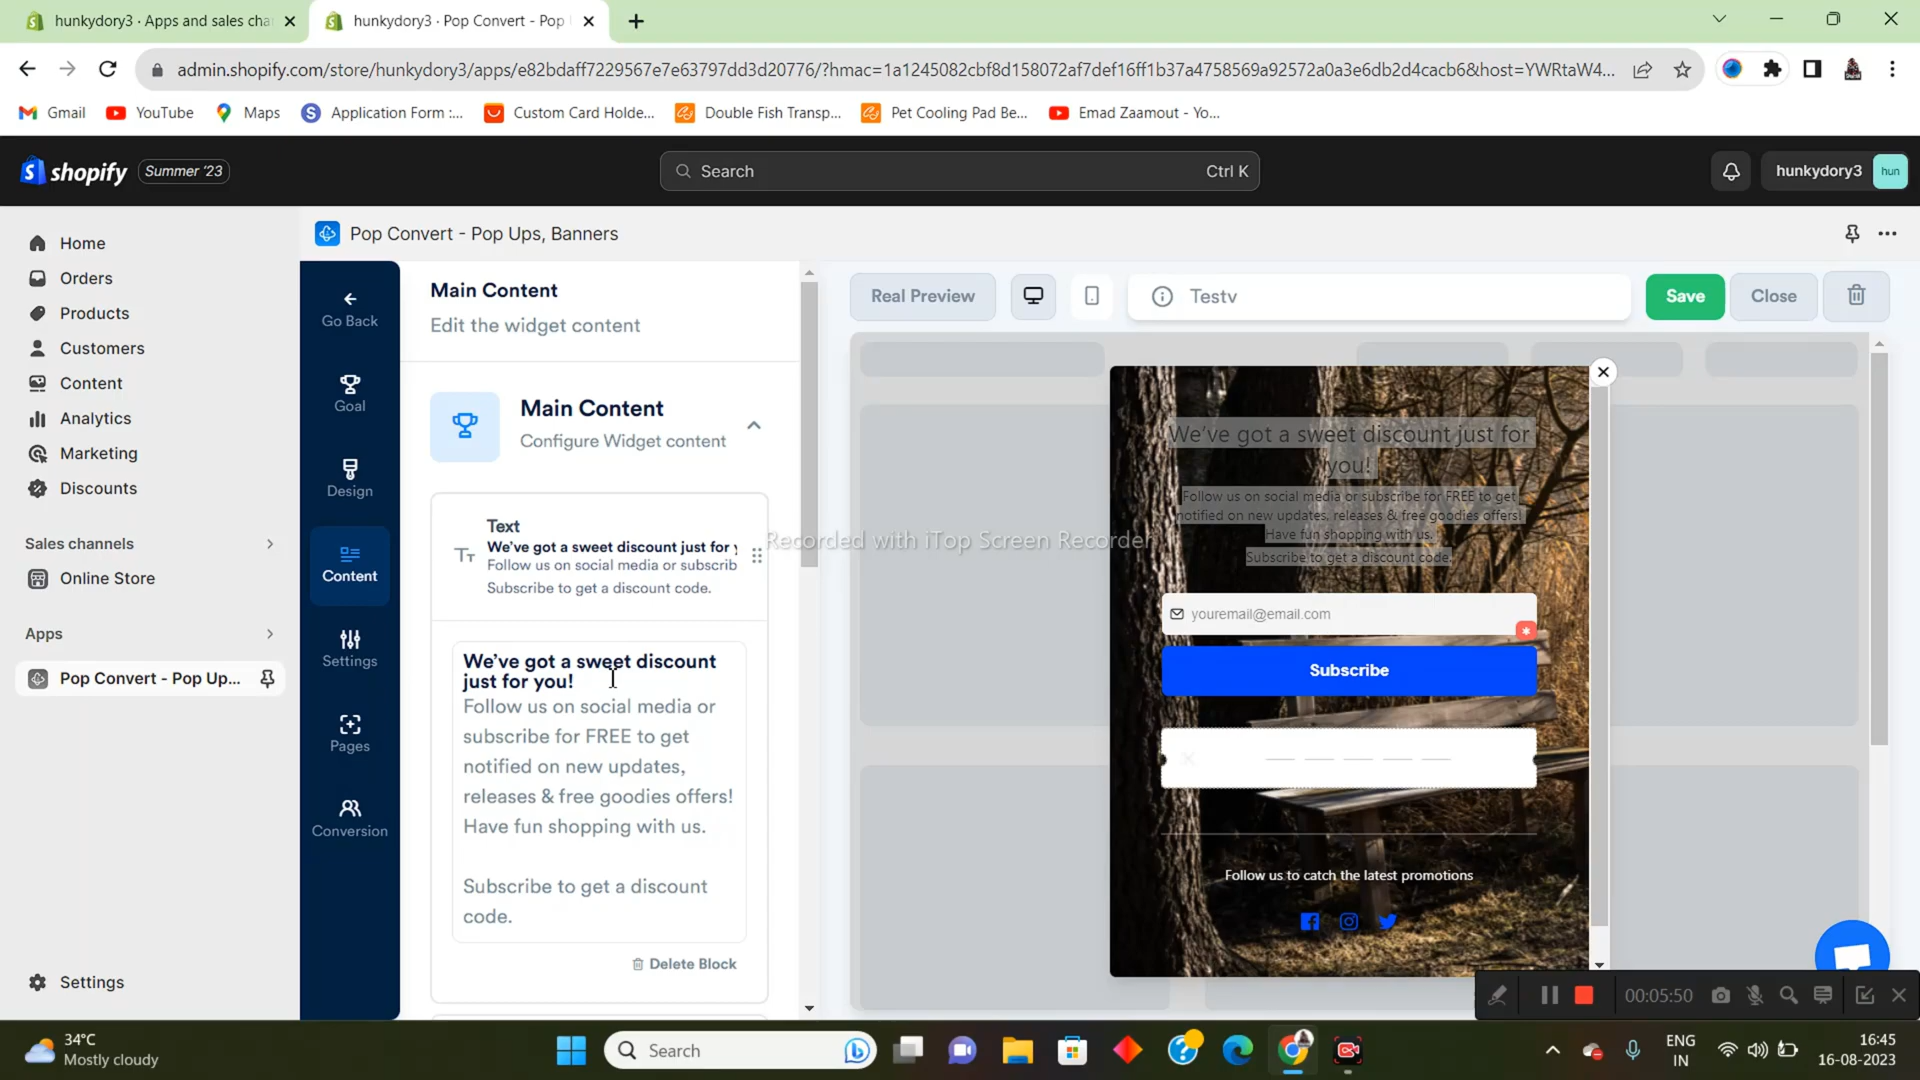 hunkydory3 · Apps and sales cha
hunkydory3 · Pop Convert - Pop
admin.shopify.com/store/hunkydory3/apps/e82bdaff7229567e7e63797dd3d20776/?hmac=1a1245082cbf8d158072af7def16ff1b37a4758569a92572a0a3e6db2d4cacb6&host=YWRtaW4...
Gmail
YouTube
Maps
Application Form :...
Custom Card Holde...
Double Fish Transp...
Pet Cooling Pad Be...
Emad Zaamout - Yo...
shopify
Summer '23
Search
Ctrl K
hunkydory3
hun
Home
Orders
Products
Customers
Content
Analytics
Marketing
Discounts
Sales channels
Online Store
Apps
Pop Convert - Pop Up...
Settings
Pop Convert - Pop Ups, Banners
Go Back
Goal
Design
Content
Settings
Pages
Conversion
Main Content
Edit the widget content
Main Content
Configure Widget content
Text
We've got a sweet discount just for y
Follow us on social media or subscrib
Subscribe to get a discount code.
We've got a sweet discount
just for you!
Follow us on social media or
subscribe for FREE to get
notified on new updates,
releases & free goodies offers!
Have fun shopping with us.
Subscribe to get a discount
code.
Delete Block
Real Preview
Testv
Save
Close
We've got a sweet discount just for
you!
Follow us on social media or subscribe for FREE to get
notified on new updates, releases & free goodies offers!
Have fun shopping with us.
Subscribe to get a discount code.
youremail@email.com
Subscribe
Follow us to catch the latest promotions
Recorded with iTop Screen Recorder
00:05:50
34°C
Mostly cloudy
Search
ENG
IN
16:45
16-08-2023